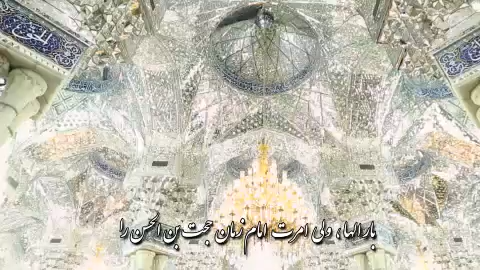 بارالها، ولی امرت امام زمان حجت بن الحسن را